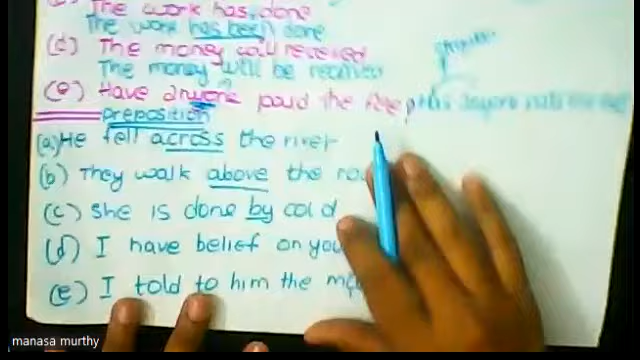 The work has done
The work has been done
(d) The money will received
The money will be received
(e) Have anyone paid the fee
preposition
(a) He fell across the river
(b) They walk above the
(c) She is done by cold
(d) I have belief on you
(e) I told to him the
manasa murthy